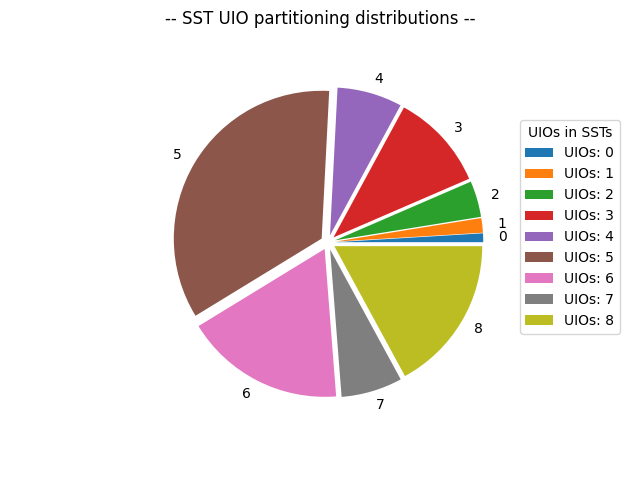 -- SST UIO partitioning distributions --
4
3
5
2
1
0
8
6
7
UIOs in SSTs
UIOs: 0
UIOs: 1
UIOs: 2
UIOs: 3
UIOs: 4
UIOs: 5
UIOs: 6
UIOs: 7
UIOs: 8